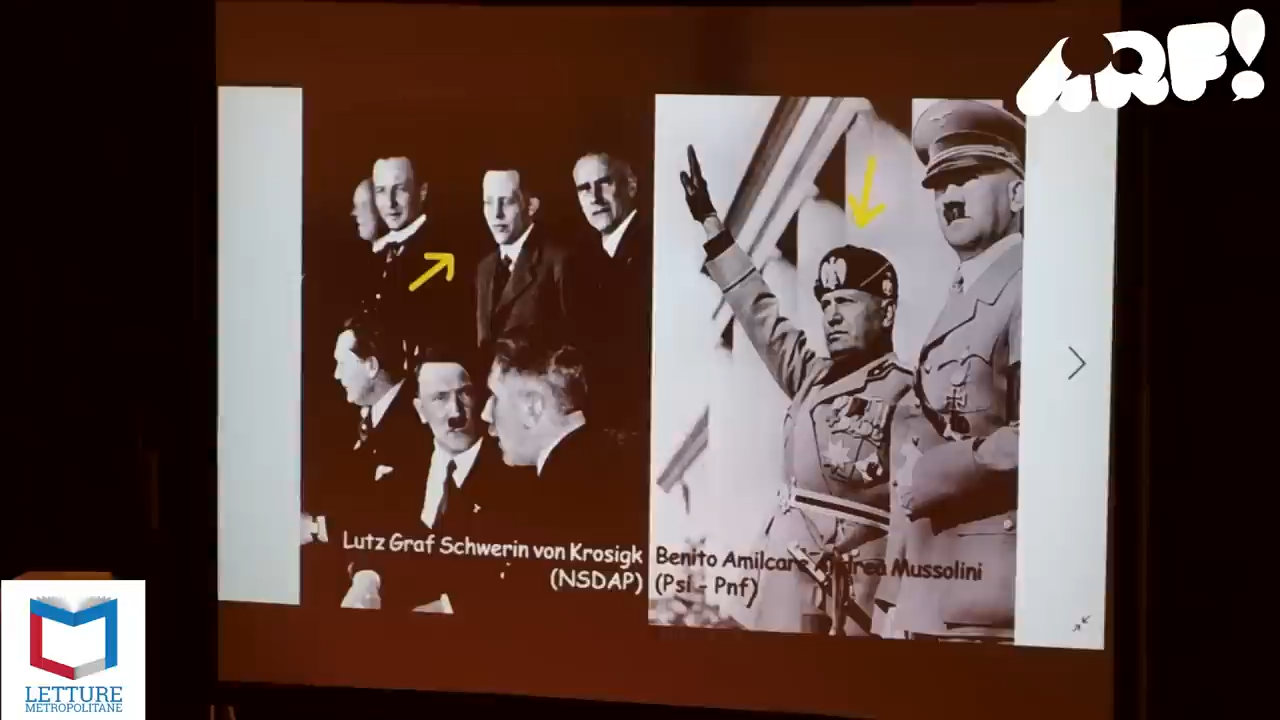 ARF!
Lutz Graf Schwerin von Krosigk
(NSDAP)
Benito Amilcare Andrea Mussolini
(Psi - Pnf)
LETTURE
METROPOLITANE